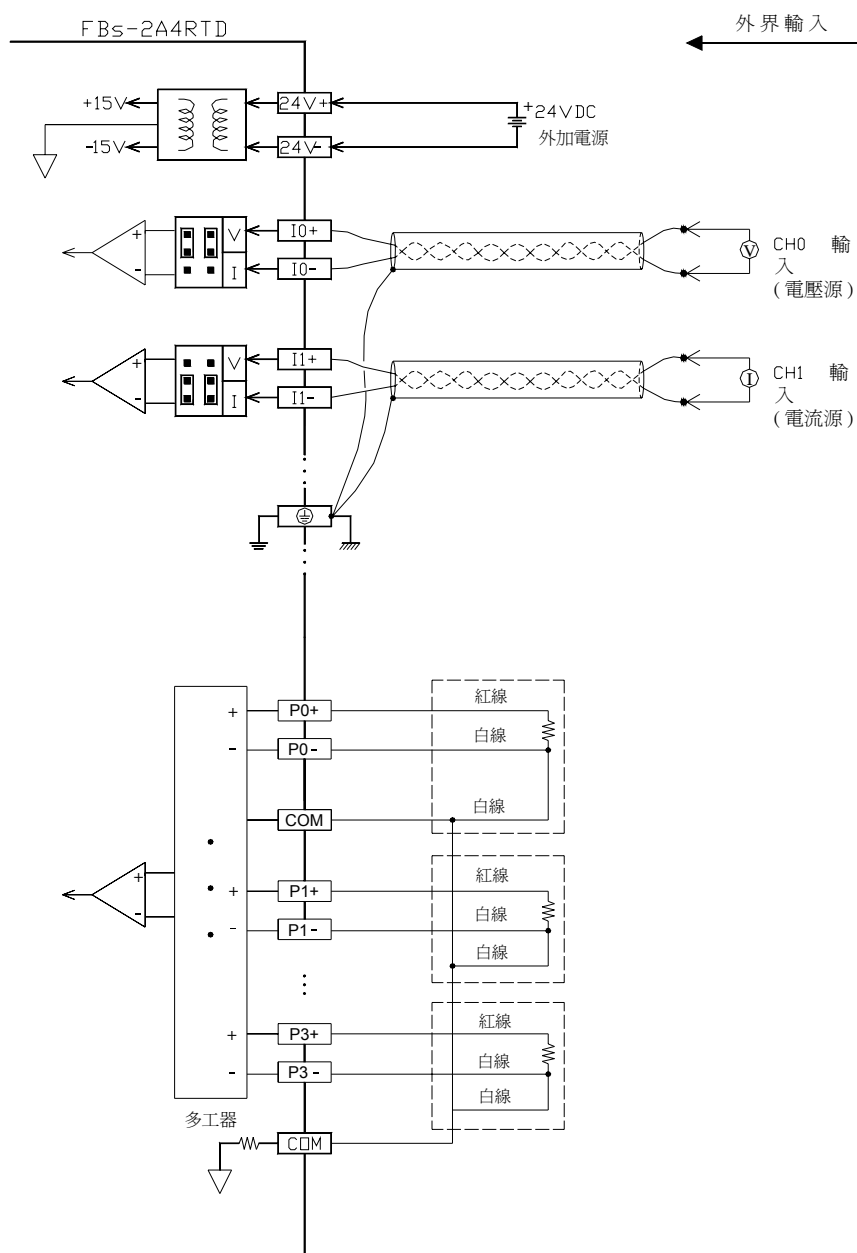 FBs-2A4RTD
外界輸入
+15V
24V+
+24VDC
外加電源
-15V
24V-
+
V
I0+
-
I
I0-
V
CH0 輸
入
(電壓源)
+
V
I1+
-
I
I1-
I
CH1 輸
入
(電流源)
+
P0+
紅線
-
P0-
白線
COM
白線
+
-
+
P1+
紅線
-
P1-
白線
白線
+
P3+
紅線
-
P3 -
白線
白線
多工器
COM